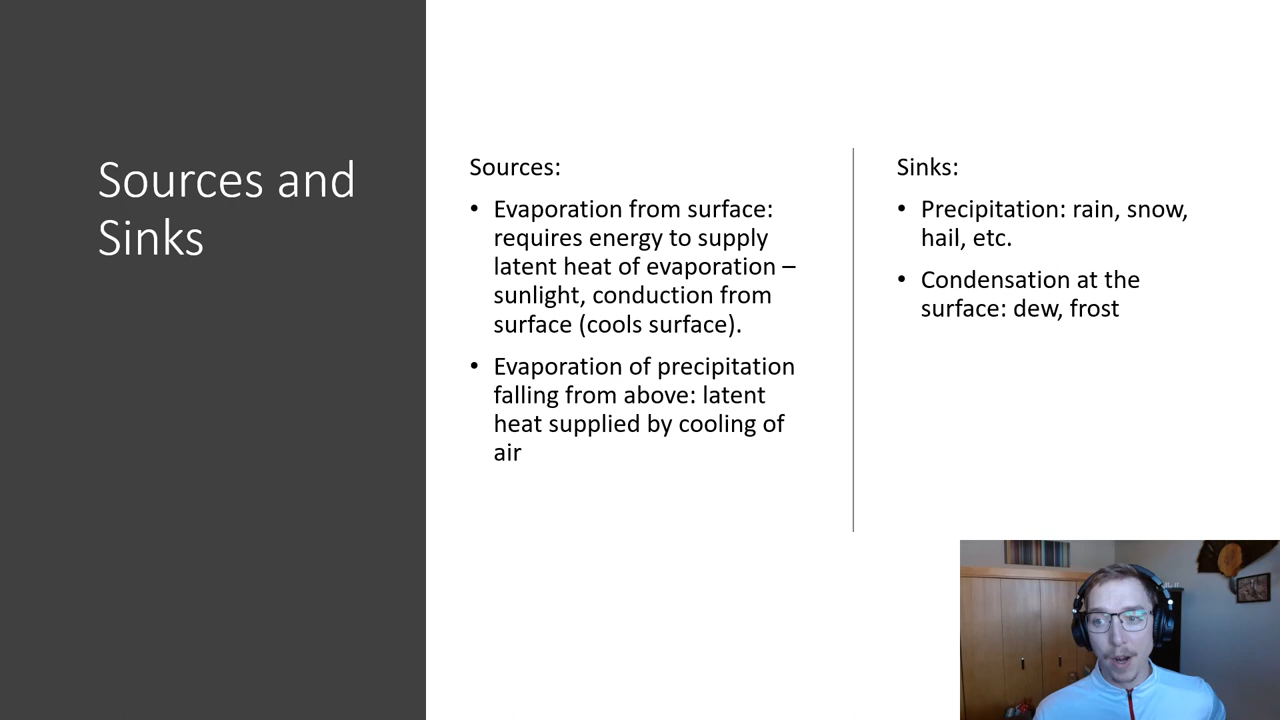 Sources and
Sinks
Sources:
• Evaporation from surface:
requires energy to supply
latent heat of evaporation –
sunlight, conduction from
surface (cools surface).
• Evaporation of precipitation
falling from above: latent
heat supplied by cooling of
air
Sinks:
• Precipitation: rain, snow,
hail, etc.
• Condensation at the
surface: dew, frost